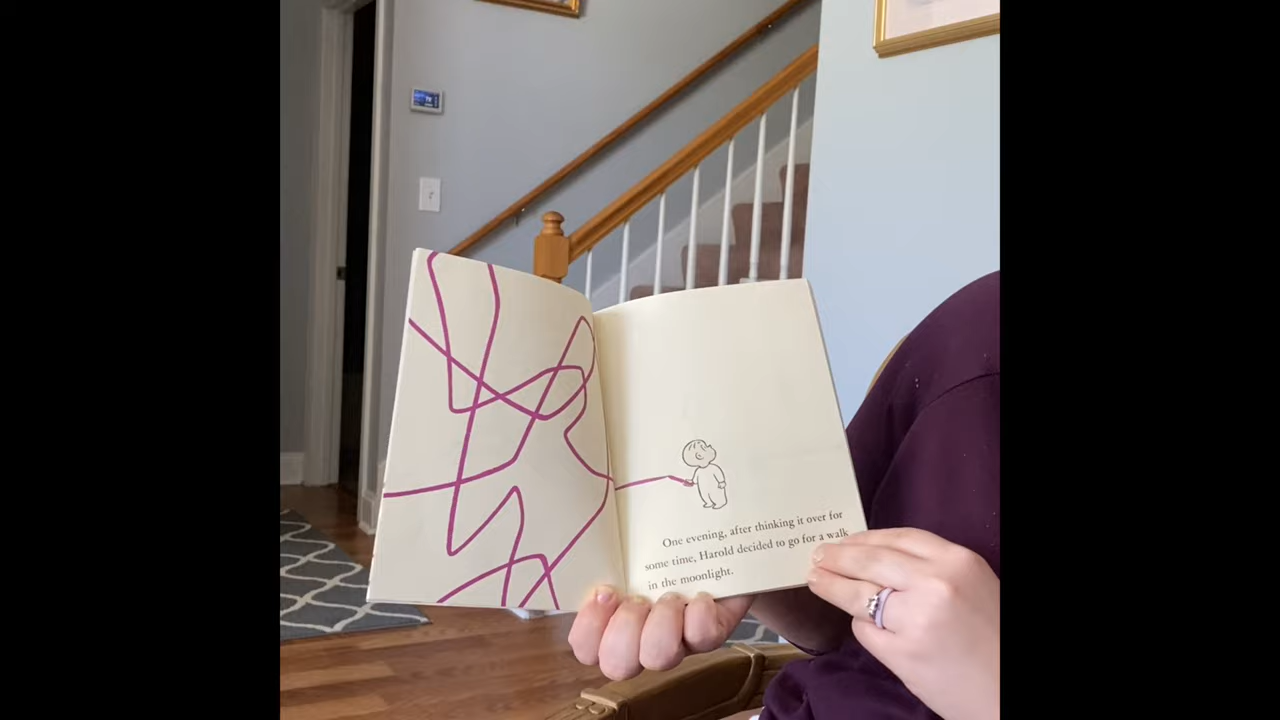 One evening, after thinking it over for
some time, Harold decided to go for a walk
in the moonlight.